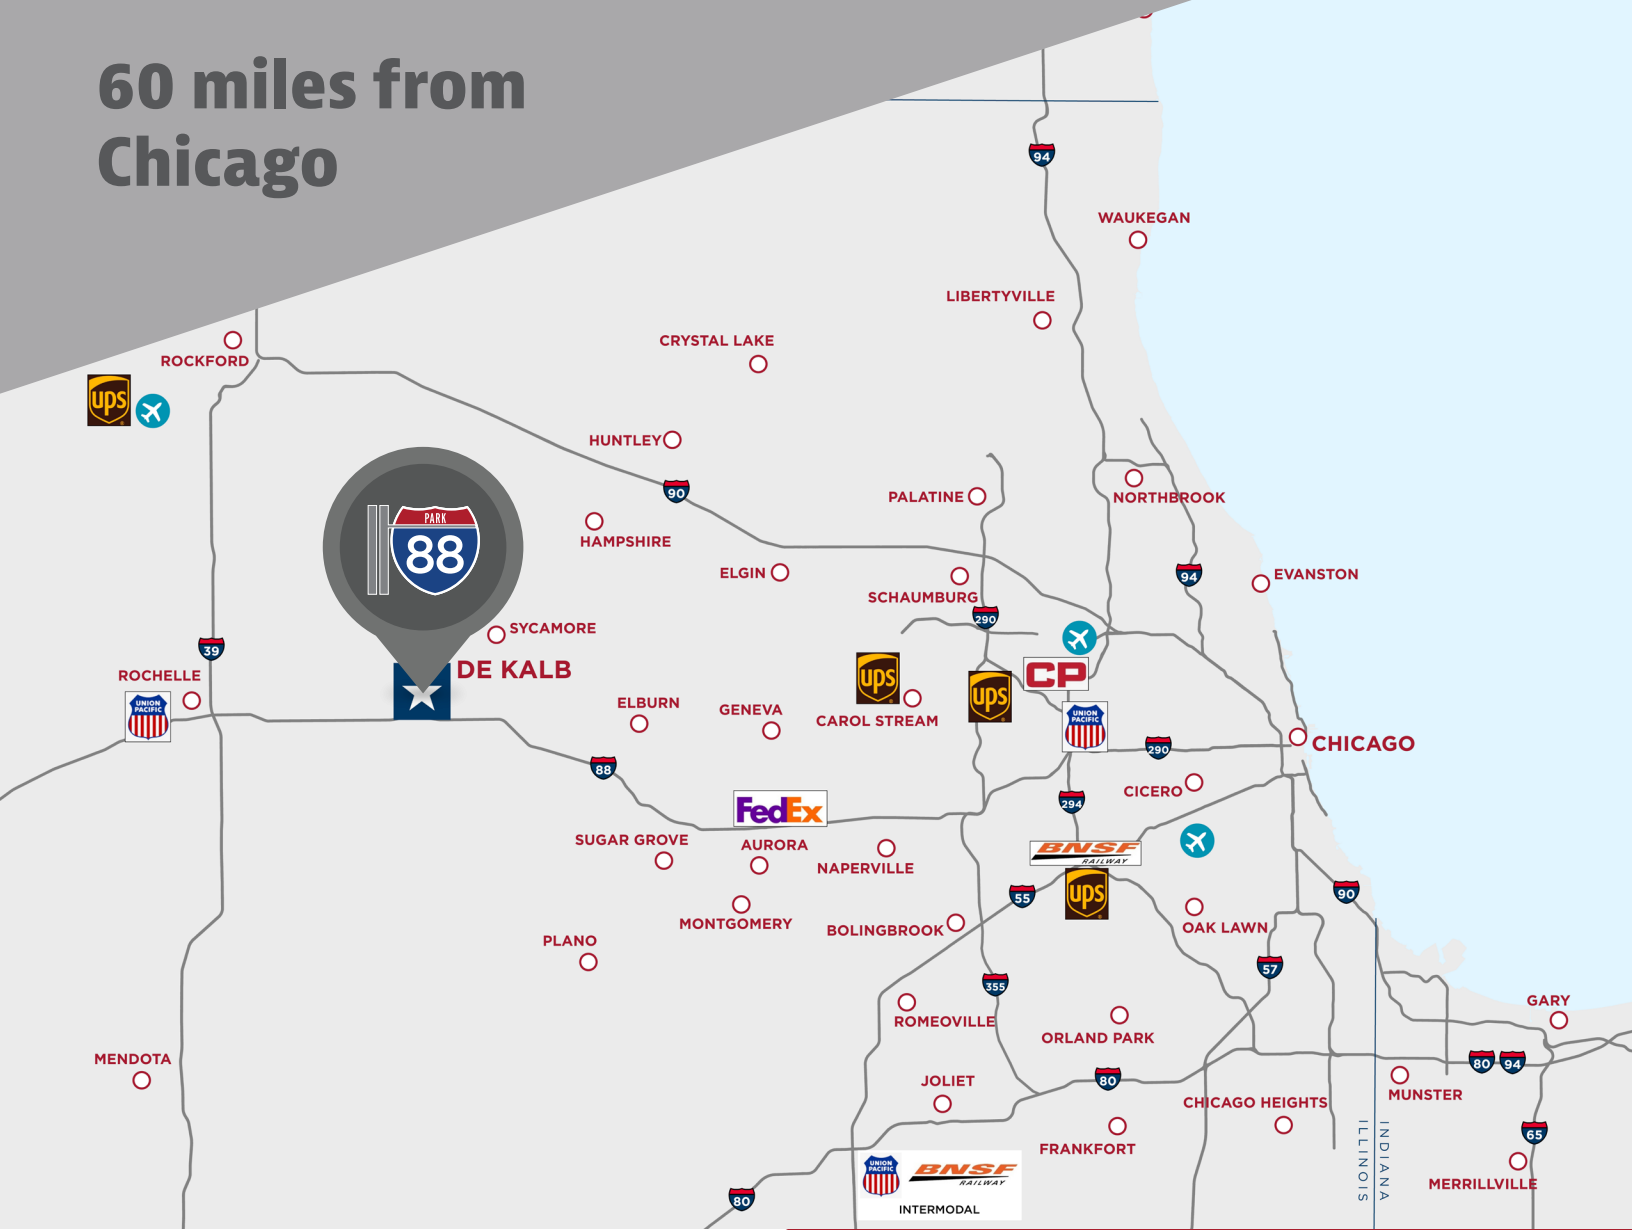 60 miles from
Chicago
94
WAUKEGAN
LIBERTYVILLE
CRYSTAL LAKE
ROCKFORD
ups
HUNTLEY
90
PALATINE
NORTHBROOK
PARK
88
HAMPSHIRE
ELGIN
SCHAUMBURG
94
EVANSTON
290
SYCAMORE
39
DE KALB
ROCHELLE
UNION
PACIFIC
ups
CP
ups
ELBURN
GENEVA
CAROL STREAM
UNION
PACIFIC
290
CHICAGO
88
CICERO
294
FedEx
SUGAR GROVE
AURORA
NAPERVILLE
BNSF
RAILWAY
ups
55
90
MONTGOMERY
BOLINGBROOK
OAK LAWN
PLANO
57
355
ROMEOVILLE
ORLAND PARK
GARY
MENDOTA
80
94
JOLIET
80
MUNSTER
CHICAGO HEIGHTS
FRANKFORT
ILLINOIS
INDIANA
65
UNION
PACIFIC
BNSF
RAILWAY
INTERMODAL
MERRILLVILLE
80